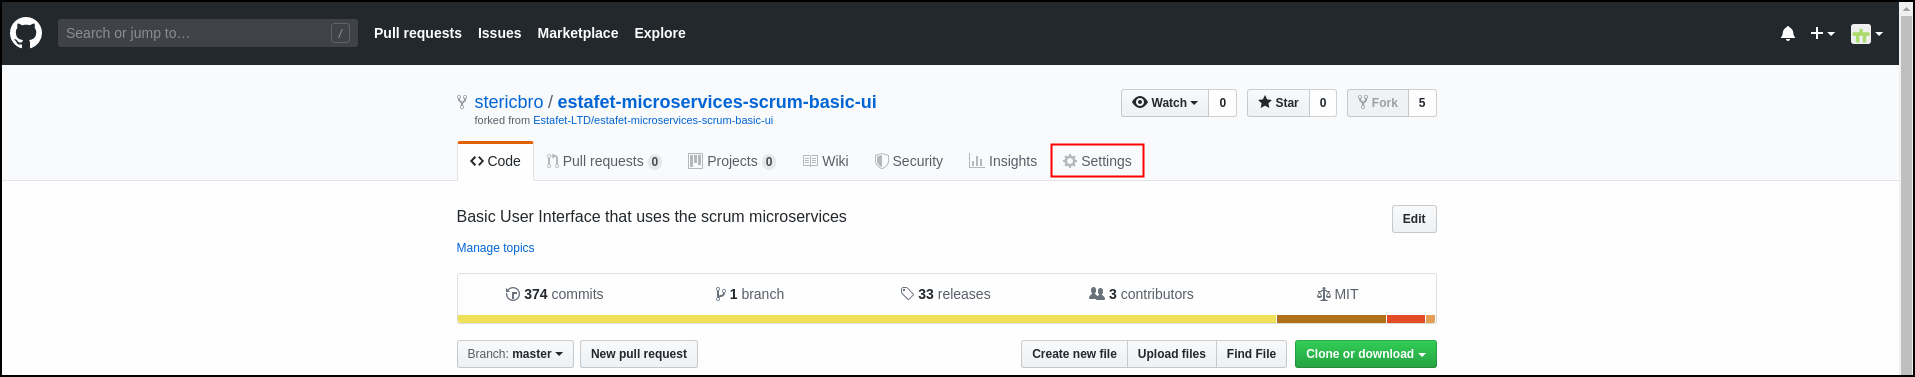 Search or jump to… / Pull requests Issues Marketplace Explore
stericbro / estafet-microservices-scrum-basic-ui Watch 0 Star 0 Fork 5
forked from Estafet-LTD/estafet-microservices-scrum-basic-ui
Code Pull requests 0 Projects 0 Wiki Security Insights Settings
Basic User Interface that uses the scrum microservices Edit
Manage topics
374 commits 1 branch 33 releases 3 contributors MIT
Branch: master New pull request Create new file Upload files Find File Clone or download